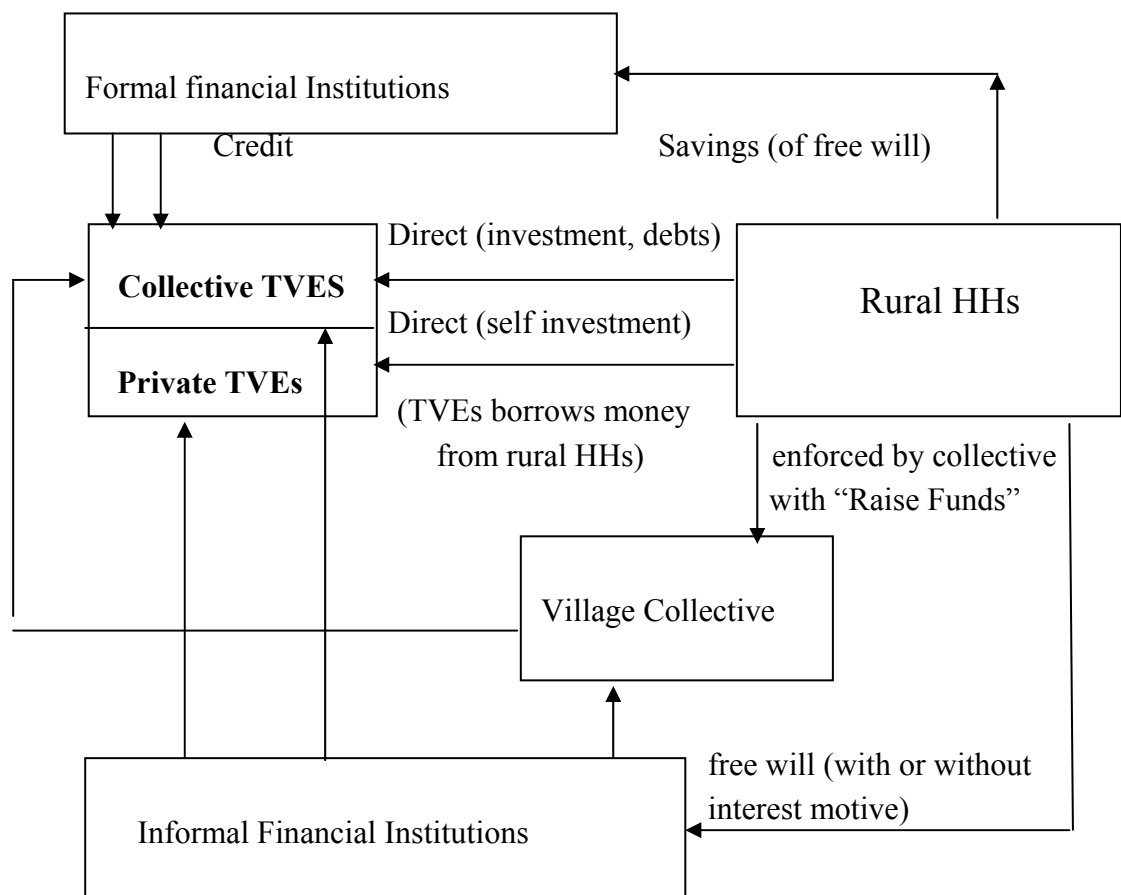 Formal financial Institutions
Credit
Savings (of free will)
Direct (investment, debts)
Collective TVES
Rural HHs
Direct (self investment)
Private TVEs
(TVEs borrows money
from rural HHs)
enforced by collective
with “Raise Funds”
Village Collective
free will (with or without
interest motive)
Informal Financial Institutions